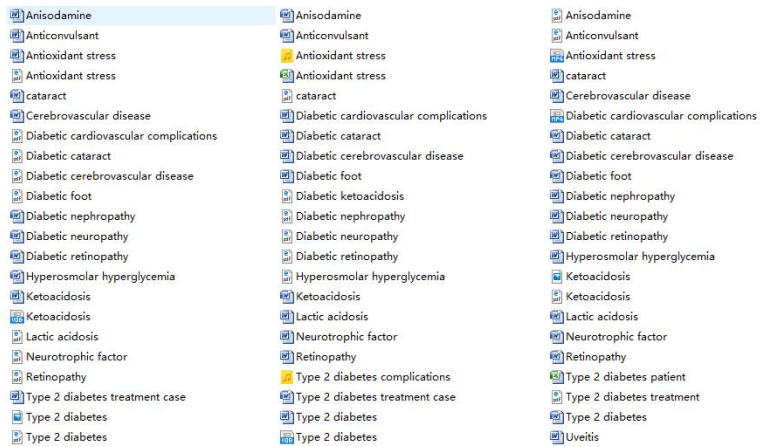 Anisodamine Anisodamine Anisodamine
Anticonvulsant Anticonvulsant Anticonvulsant
Antioxidant stress Antioxidant stress Antioxidant stress
Antioxidant stress Antioxidant stress cataract
cataract cataract Cerebrovascular disease
Cerebrovascular disease Diabetic cardiovascular complications Diabetic cardiovascular complications
Diabetic cardiovascular complications Diabetic cataract Diabetic cataract
Diabetic cataract Diabetic cerebrovascular disease Diabetic cerebrovascular disease
Diabetic cerebrovascular disease Diabetic foot Diabetic foot
Diabetic foot Diabetic ketoacidosis Diabetic nephropathy
Diabetic nephropathy Diabetic nephropathy Diabetic neuropathy
Diabetic neuropathy Diabetic neuropathy Diabetic retinopathy
Diabetic retinopathy Diabetic retinopathy Hyperosmolar hyperglycemia
Hyperosmolar hyperglycemia Hyperosmolar hyperglycemia Ketoacidosis
Ketoacidosis Ketoacidosis Ketoacidosis
Ketoacidosis Lactic acidosis Lactic acidosis
Lactic acidosis Neurotrophic factor Neurotrophic factor
Neurotrophic factor Retinopathy Retinopathy
Retinopathy Type 2 diabetes complications Type 2 diabetes patient
Type 2 diabetes treatment case Type 2 diabetes treatment case Type 2 diabetes treatment
Type 2 diabetes Type 2 diabetes Type 2 diabetes
Type 2 diabetes Type 2 diabetes Uveitis